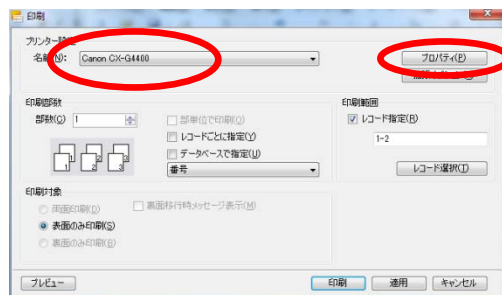 印刷
プリンター設定
名前(N): Canon CX-G4400
プロパティ(P)
印刷部数
部数(C) 1
部単位で印刷(O)
レコードごとに指定(Y)
データベースで指定(U)
番号
1 1 2 2 3 3
印刷範囲
レコード指定(R)
1-2
レコード選択(T)
印刷対象
両面印刷(D)
裏面移行時メッセージ表示(M)
表面のみ印刷(S)
裏面のみ印刷(B)
プレビュー
印刷
適用
キャンセル